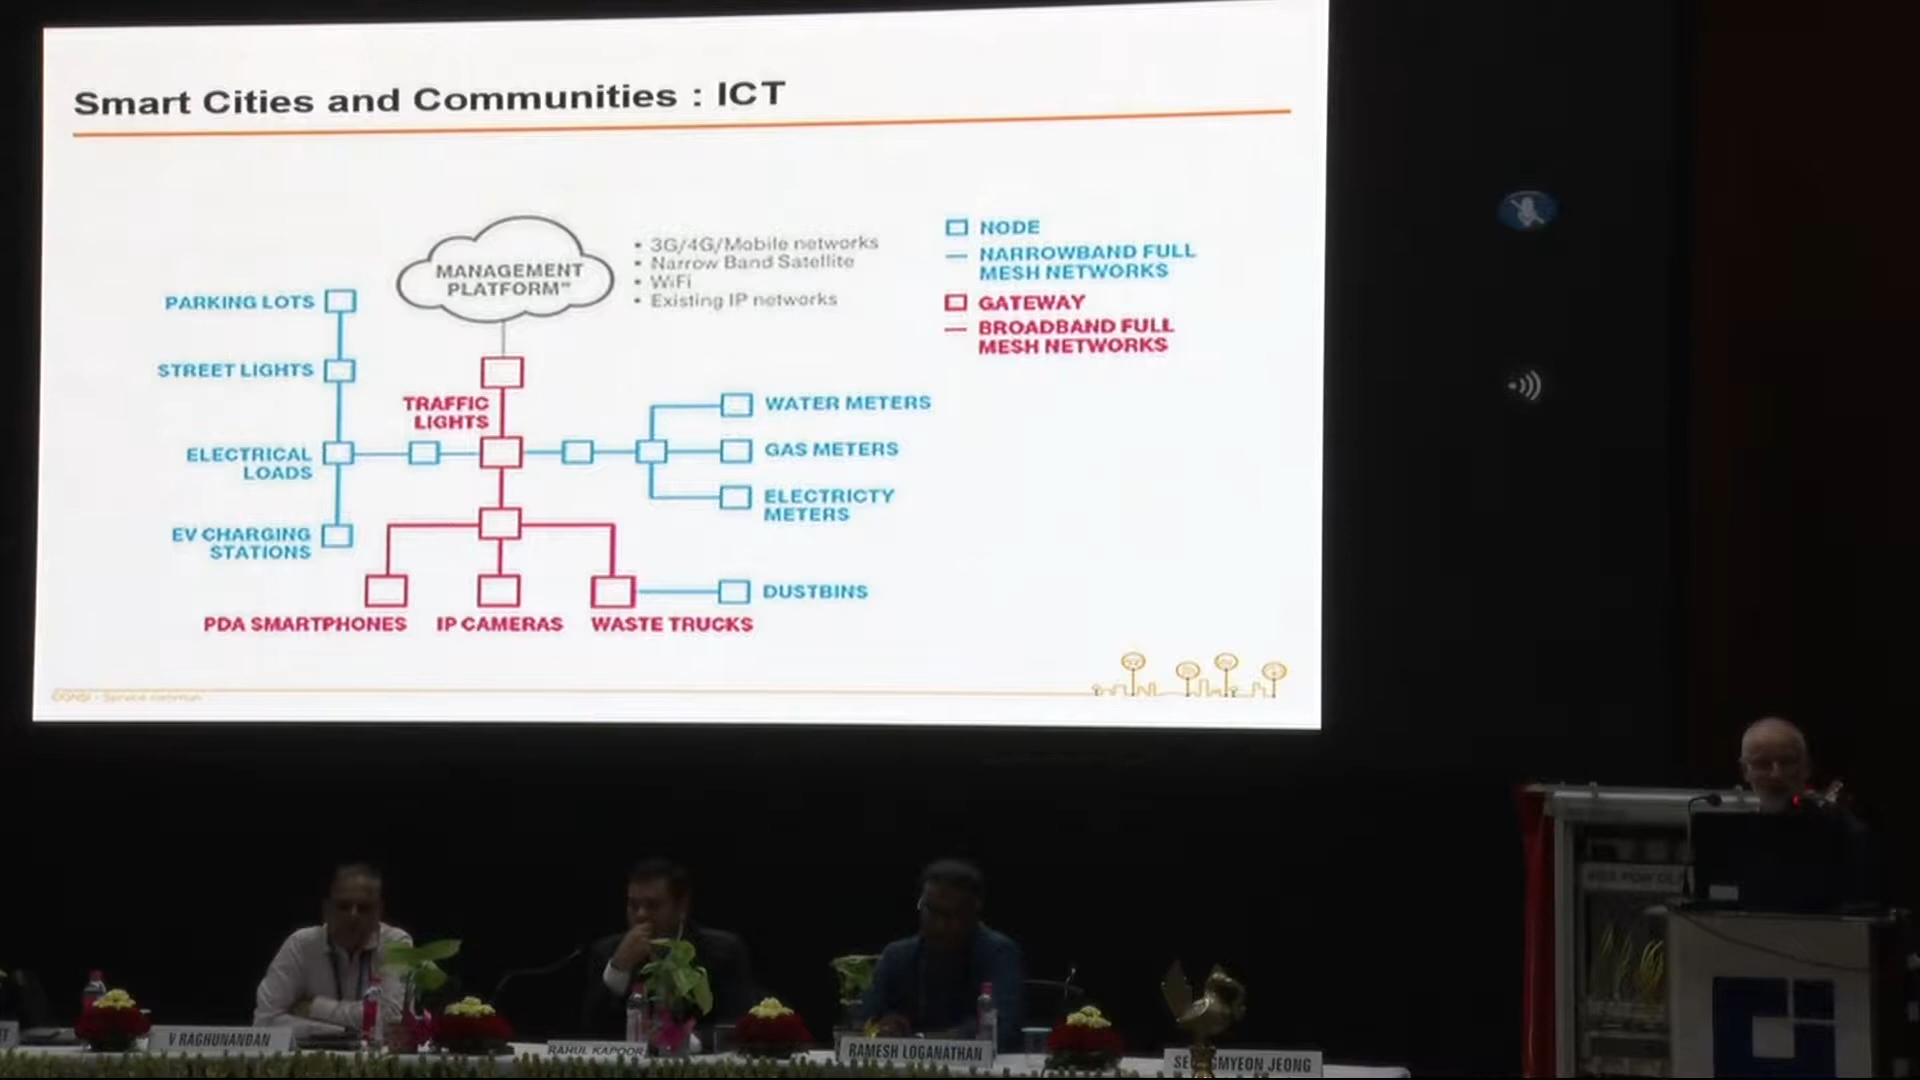 Smart Cities and Communities : ICT
MANAGEMENT
PLATFORM"
• 3G/4G/Mobile networks
• Narrow Band Satellite
• WiFi
• Existing IP networks
NODE
NARROWBAND FULL
MESH NETWORKS
GATEWAY
BROADBAND FULL
MESH NETWORKS
PARKING LOTS
STREET LIGHTS
TRAFFIC
LIGHTS
ELECTRICAL
LOADS
EV CHARGING
STATIONS
WATER METERS
GAS METERS
ELECTRICTY
METERS
DUSTBINS
PDA SMARTPHONES
IP CAMERAS
WASTE TRUCKS
V RAGHUNANDAN
RAHUL KAPOOR
RAMESH LOGANATHAN
JEONG